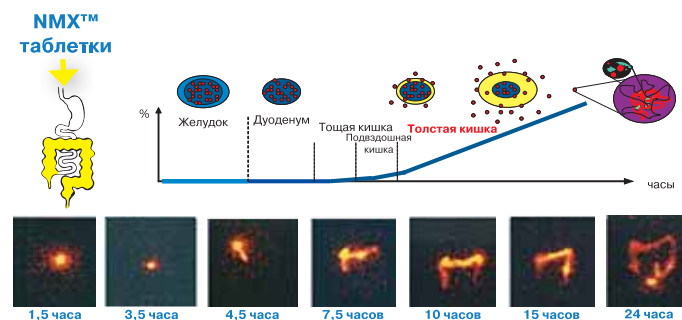 NMX™
таблетки
%
Желудок
Дуоденум
Тощая кишка
Подвздошная
кишка
Толстая кишка
часы
1,5 часа
3,5 часа
4,5 часа
7,5 часов
10 часов
15 часов
24 часа